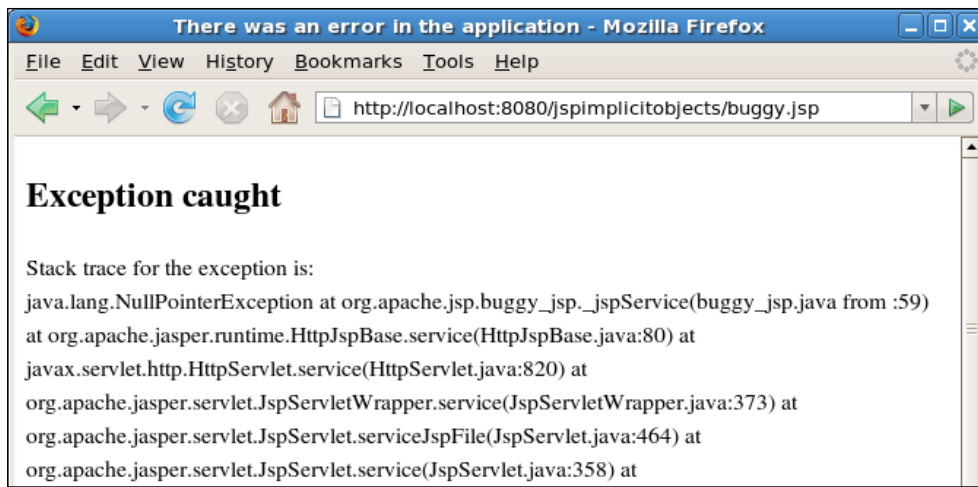 There was an error in the application - Mozilla Firefox
File Edit View History Bookmarks Tools Help
http://localhost:8080/jspimplicitobjects/buggy.jsp
Exception caught
Stack trace for the exception is:
java.lang.NullPointerException at org.apache.jsp.buggy_jsp._jspService(buggy_jsp.java from :59)
at org.apache.jasper.runtime.HttpJspBase.service(HttpJspBase.java:80) at
javax.servlet.http.HttpServlet.service(HttpServlet.java:820) at
org.apache.jasper.servlet.JspServletWrapper.service(JspServletWrapper.java:373) at
org.apache.jasper.servlet.JspServlet.serviceJspFile(JspServlet.java:464) at
org.apache.jasper.servlet.JspServlet.service(JspServlet.java:358) at